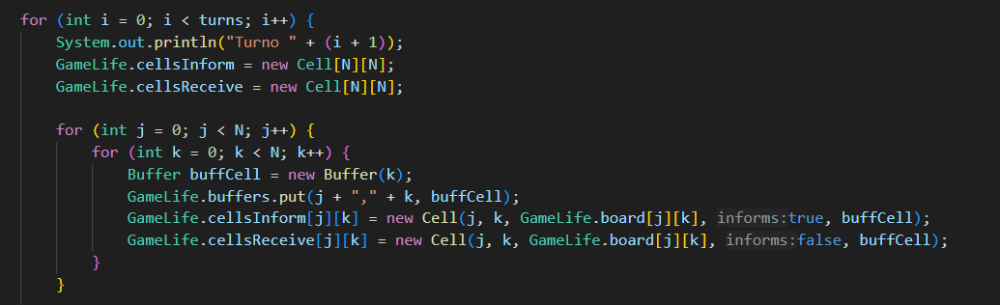 for (int i = 0; i < turns; i++) {
System.out.println("Turno " + (i + 1));
GameLife.cellsInform = new Cell[N][N];
GameLife.cellsReceive = new Cell[N][N];
for (int j = 0; j < N; j++) {
for (int k = 0; k < N; k++) {
Buffer buffCell = new Buffer(k);
GameLife.buffers.put(j + "," + k, buffCell);
GameLife.cellsInform[j][k] = new Cell(j, k, GameLife.board[j][k], informs:true, buffCell);
GameLife.cellsReceive[j][k] = new Cell(j, k, GameLife.board[j][k], informs:false, buffCell);
}
}